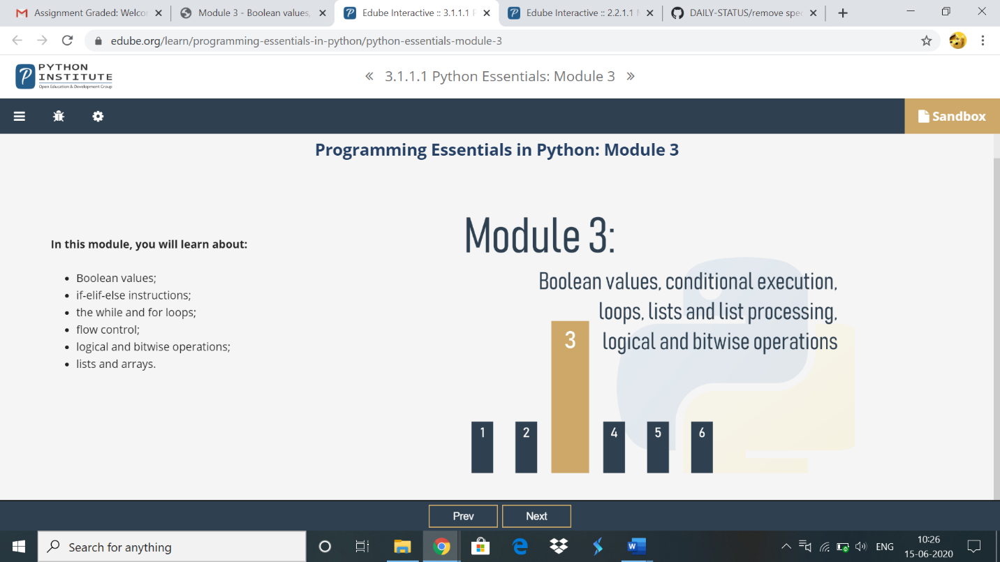 Assignment Graded: Welco
Module 3 - Boolean values,
Edube Interactive :: 3.1.1.1 P
Edube Interactive :: 2.2.1.1
DAILY-STATUS/remove spe
edube.org/learn/programming-essentials-in-python/python-essentials-module-3
P PYTHON
INSTITUTE
Open Education & Development Group
« 3.1.1.1 Python Essentials: Module 3 »
Sandbox
Programming Essentials in Python: Module 3
In this module, you will learn about:
• Boolean values;
• if-elif-else instructions;
• the while and for loops;
• flow control;
• logical and bitwise operations;
• lists and arrays.
Module 3:
Boolean values, conditional execution,
loops, lists and list processing,
logical and bitwise operations
3
1 2 4 5 6
Prev Next
Search for anything
ENG
10:26
15-06-2020